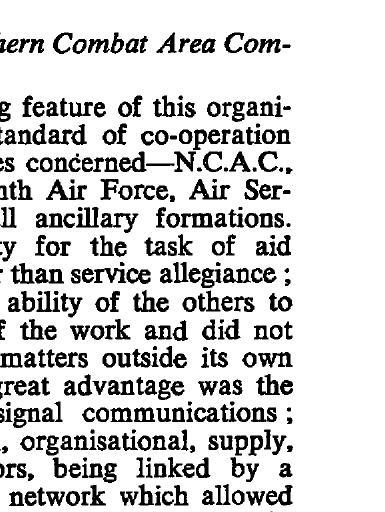 hern Combat Area Com-
g feature of this organi-
tandard of co-operation
es concerned—N.C.A.C.,
nth Air Force, Air Ser-
ll ancillary formations.
ty for the task of aid
r than service allegiance ;
ability of the others to
f the work and did not
matters outside its own
great advantage was the
signal communications ;
, organisational, supply,
ors, being linked by a
network which allowed